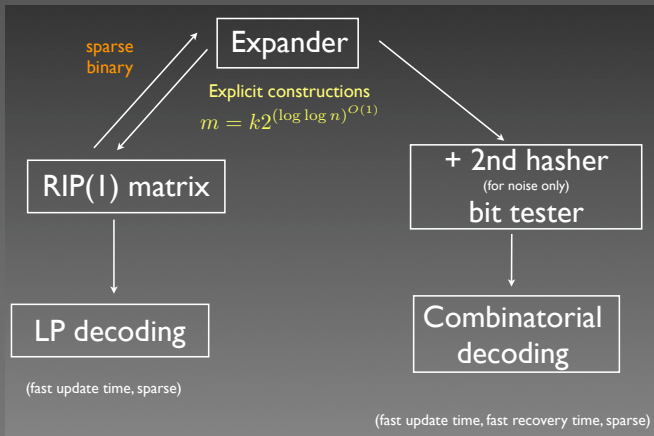 Expander
sparse
binary
Explicit constructions
m = k2^{(log log n)^{O(1)}}
RIP(1) matrix
+ 2nd hasher
(for noise only)
bit tester
LP decoding
Combinatorial
decoding
(fast update time, sparse)
(fast update time, fast recovery time, sparse)